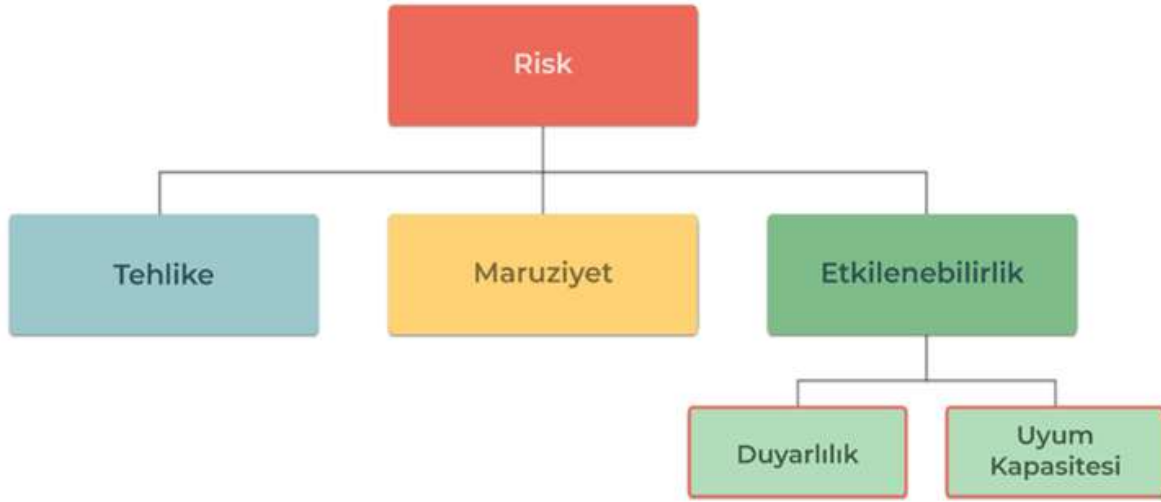 Risk
Tehlike
Maruziyet
Etkilenebilirlik
Duyarlılık
Uyum
Kapasitesi